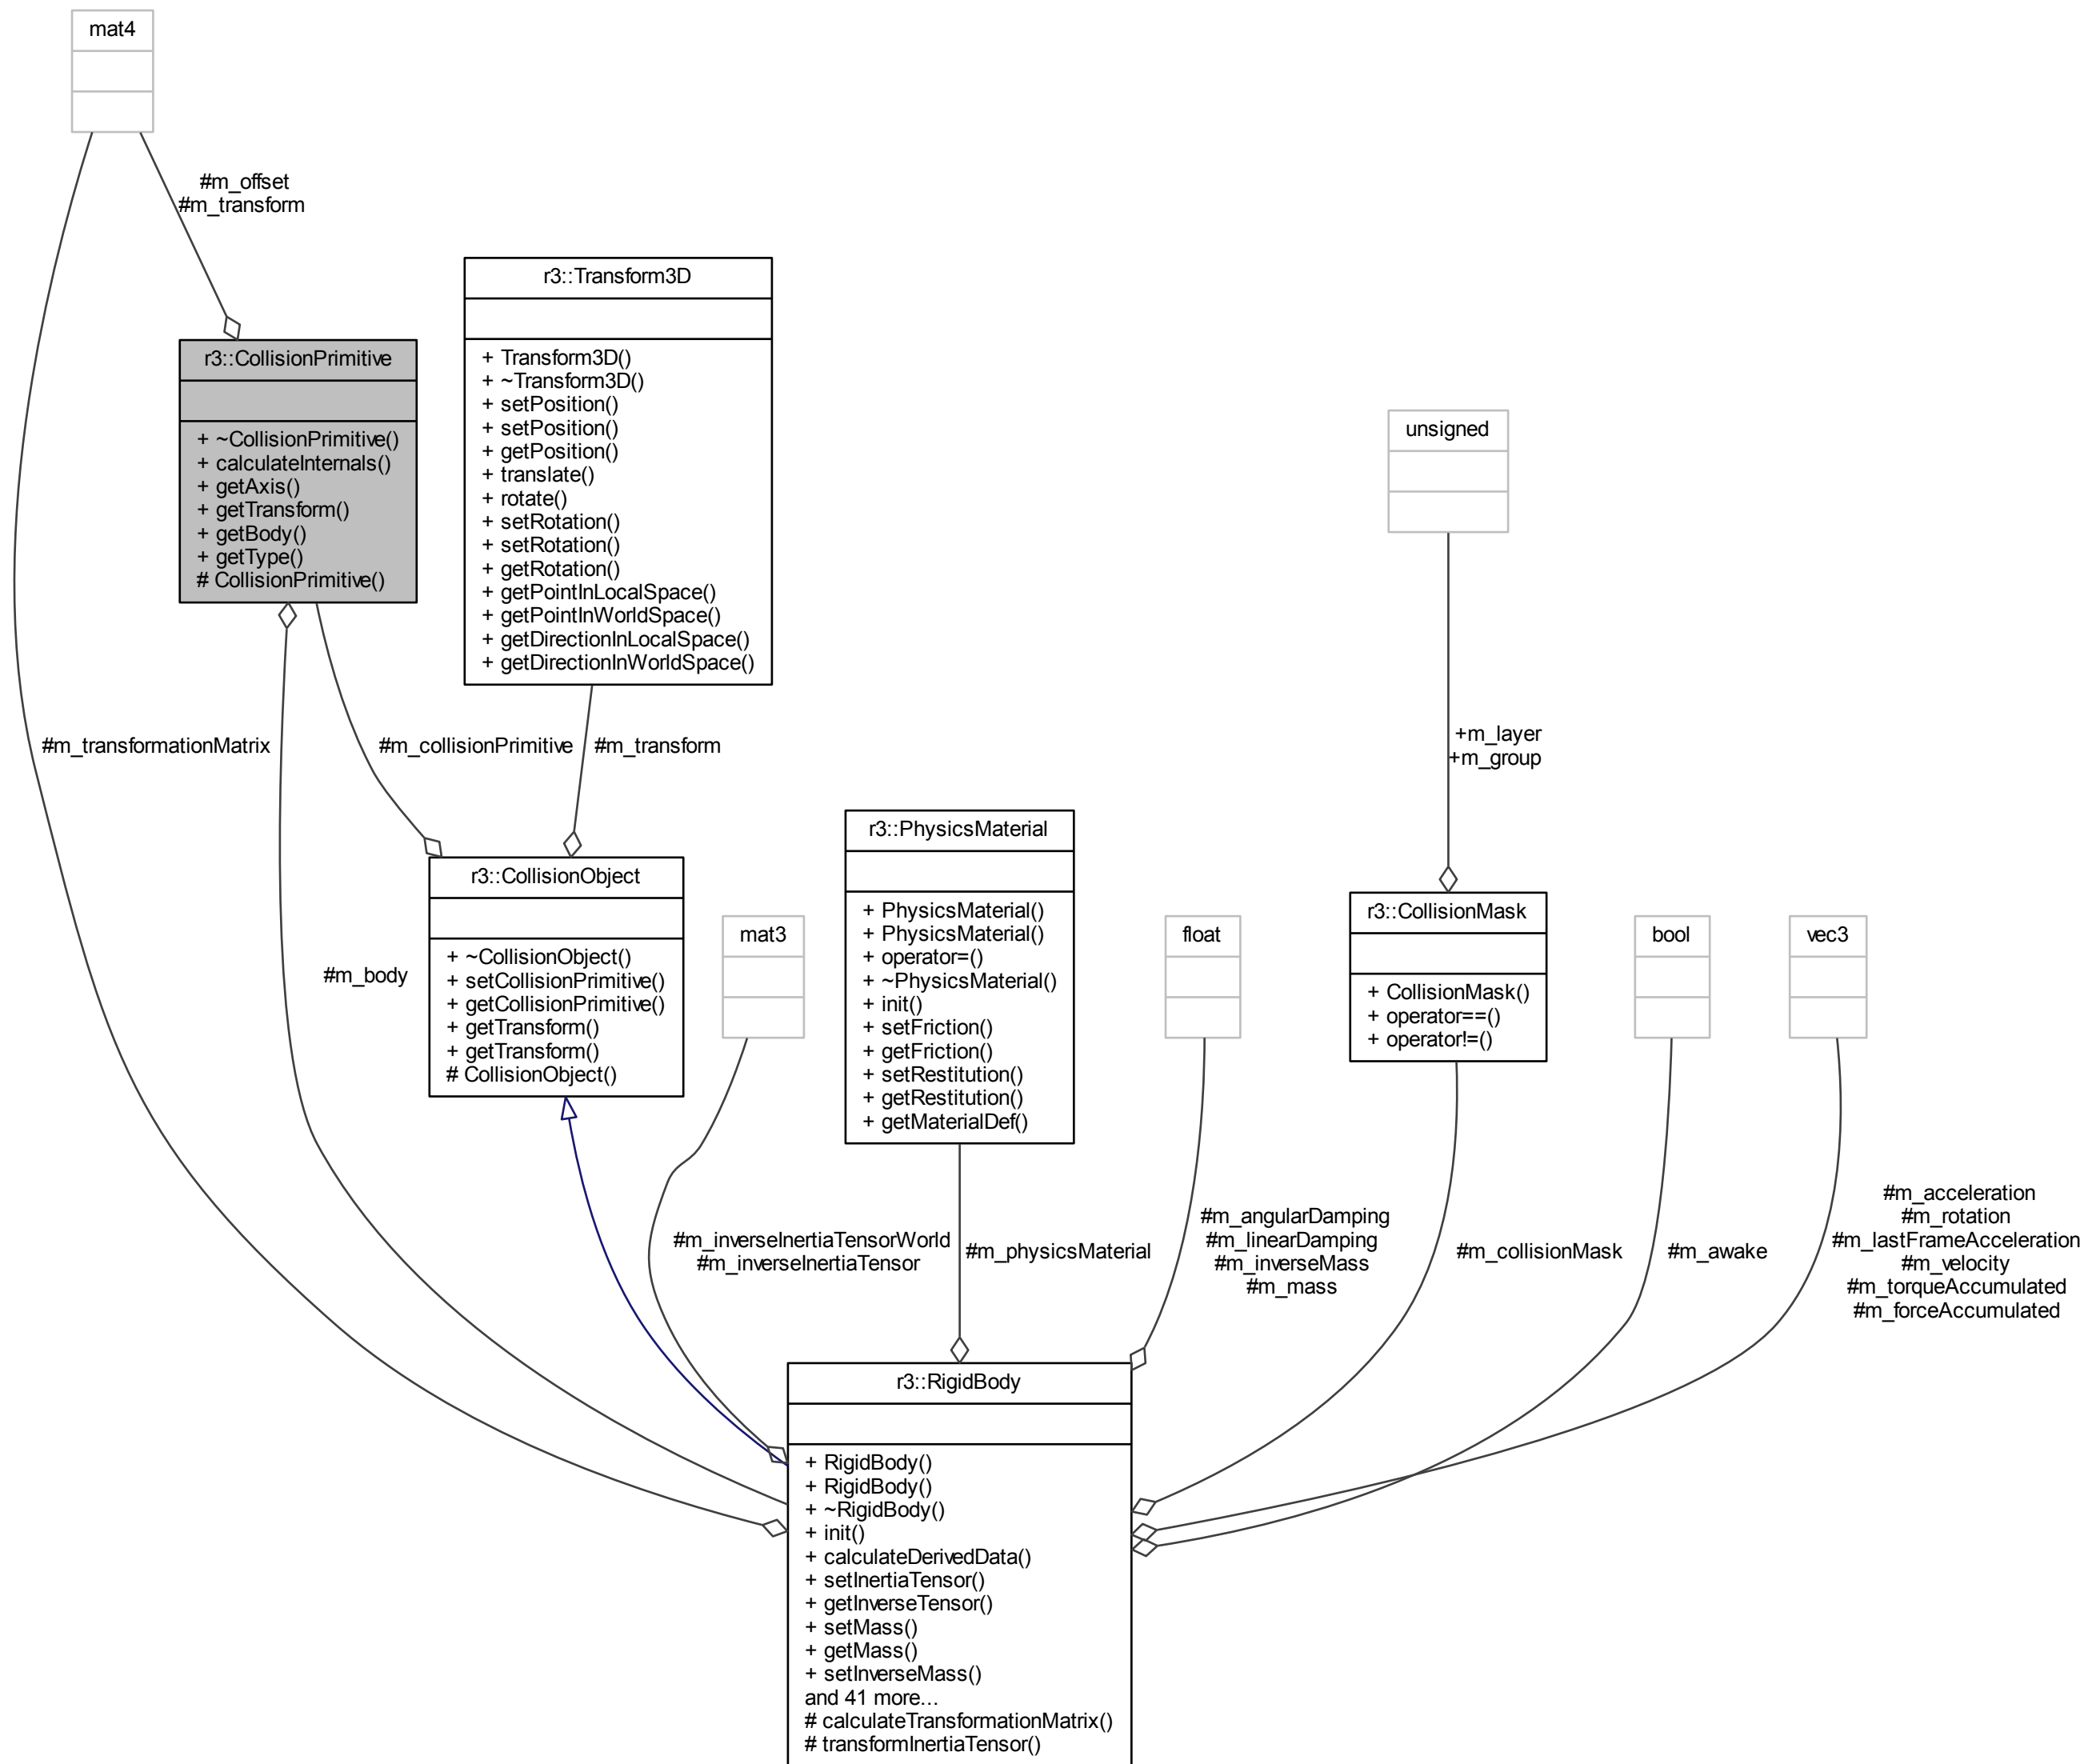 mat4
#m_offset
#m_transform
r3::Transform3D
+ Transform3D()
+ ~Transform3D()
+ setPosition()
+ setPosition()
+ getPosition()
+ translate()
+ rotate()
+ setRotation()
+ setRotation()
+ getRotation()
+ getPointInLocalSpace()
+ getPointInWorldSpace()
+ getDirectionInLocalSpace()
+ getDirectionInWorldSpace()
r3::CollisionPrimitive
+ ~CollisionPrimitive()
+ calculateInternals()
+ getAxis()
+ getTransform()
+ getBody()
+ getType()
# CollisionPrimitive()
unsigned
#m_transformationMatrix
#m_collisionPrimitive
#m_transform
+m_layer
+m_group
r3::CollisionObject
+ ~CollisionObject()
+ setCollisionPrimitive()
+ getCollisionPrimitive()
+ getTransform()
+ getTransform()
# CollisionObject()
#m_body
mat3
r3::PhysicsMaterial
+ PhysicsMaterial()
+ PhysicsMaterial()
+ operator=()
+ ~PhysicsMaterial()
+ init()
+ setFriction()
+ getFriction()
+ setRestitution()
+ getRestitution()
+ getMaterialDef()
float
r3::CollisionMask
+ CollisionMask()
+ operator==()
+ operator!=()
bool
vec3
#m_inverseInertiaTensorWorld
#m_inverseInertiaTensor
#m_physicsMaterial
#m_angularDamping
#m_linearDamping
#m_inverseMass
#m_mass
#m_collisionMask
#m_awake
#m_acceleration
#m_rotation
#m_lastFrameAcceleration
#m_velocity
#m_torqueAccumulated
#m_forceAccumulated
r3::RigidBody
+ RigidBody()
+ RigidBody()
+ ~RigidBody()
+ init()
+ calculateDerivedData()
+ setInertiaTensor()
+ getInverseTensor()
+ setMass()
+ getMass()
+ setInverseMass()
and 41 more...
# calculateTransformationMatrix()
# transformInertiaTensor()